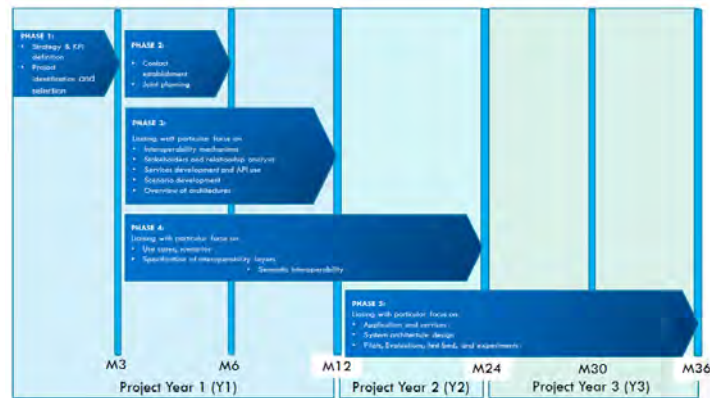 PHASE 1:
• Strategy & KPI
definition
• Project
identification and
selection
PHASE 2:
• Contact
establishment
• Joint planning
PHASE 3:
Liaising with particular focus on:
• Interoperability mechanisms
• Stakeholders and relationship analyst
• Services development and API use
• Scenario development
• Overview of architectures
PHASE 4:
Liaising with particular focus on:
• Use cases, scenarios
• Specification of interoperability layers
• Semantic interoperability
PHASE 5:
Liaising with particular focus on:
• Application and services
• System architecture design
• Pilots, Evaluations, test bed, and experiments
M3
M6
M12
M24
M30
M36
Project Year 1 (Y1)
Project Year 2 (Y2)
Project Year 3 (Y3)